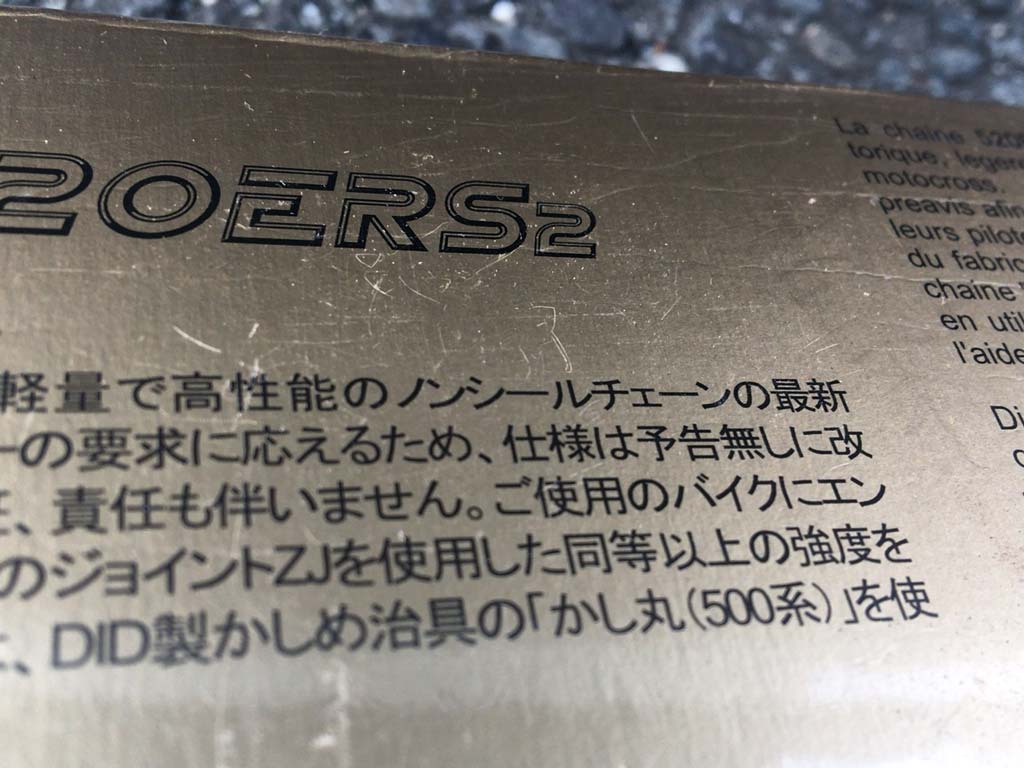 20ERS2
軽量で高性能のノンシールチェーンの最新
ーの要求に応えるため、仕様は予告無しに改
、責任も伴いません。ご使用のバイクにエン
のジョイントZJを使用した同等以上の強度を
、DID製かしめ治具の「かし丸(500系)」を使
La chaine 520
torique, legere
motocross.
preavis afin
leurs pilot
du fabric
chaine
en util
l'aide
Di